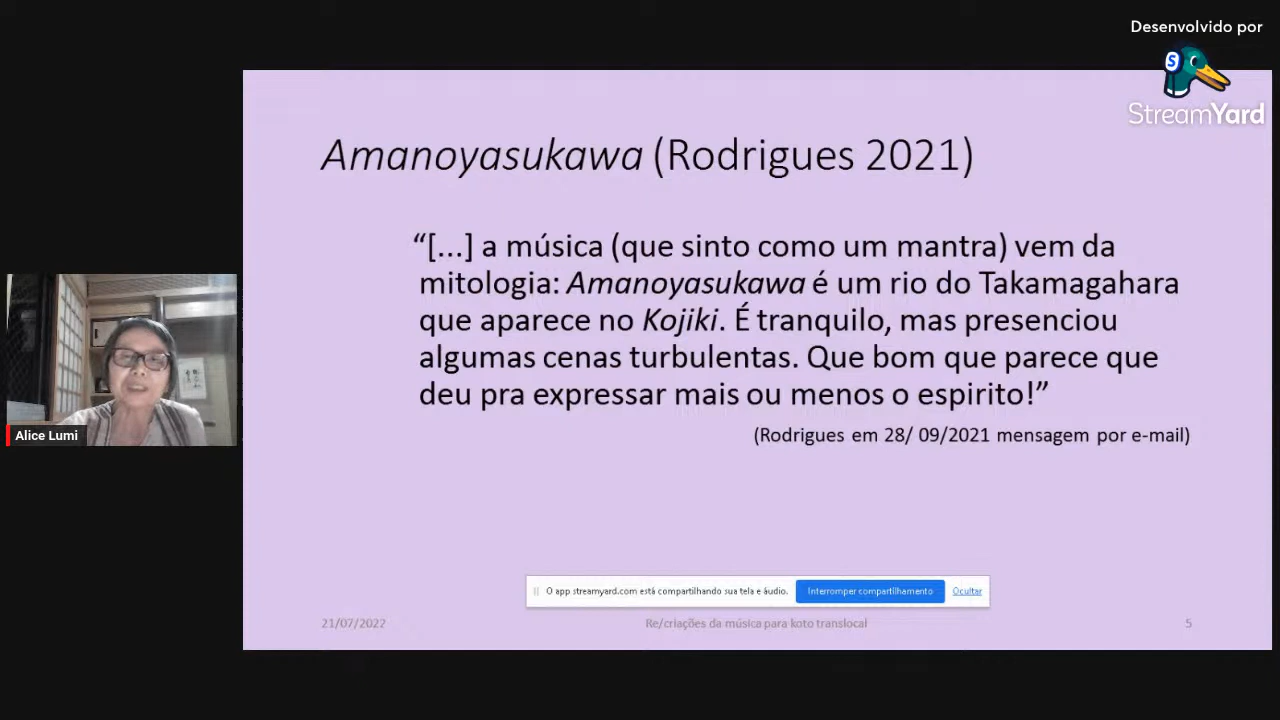 Desenvolvido por
StreamYard
Amanoyasukawa (Rodrigues 2021)
“[...] a música (que sinto como um mantra) vem da
mitologia: Amanoyasukawa é um rio do Takamagahara
que aparece no Kojiki. É tranquilo, mas presenciou
algumas cenas turbulentas. Que bom que parece que
deu pra expressar mais ou menos o espirito!”
(Rodrigues em 28/ 09/2021 mensagem por e-mail)
Alice Lumi
O app streamyard.com está compartilhando sua tela e áudio. Interromper compartilhamento Ocultar
21/07/2022 Re/criações da música para koto translocal 5